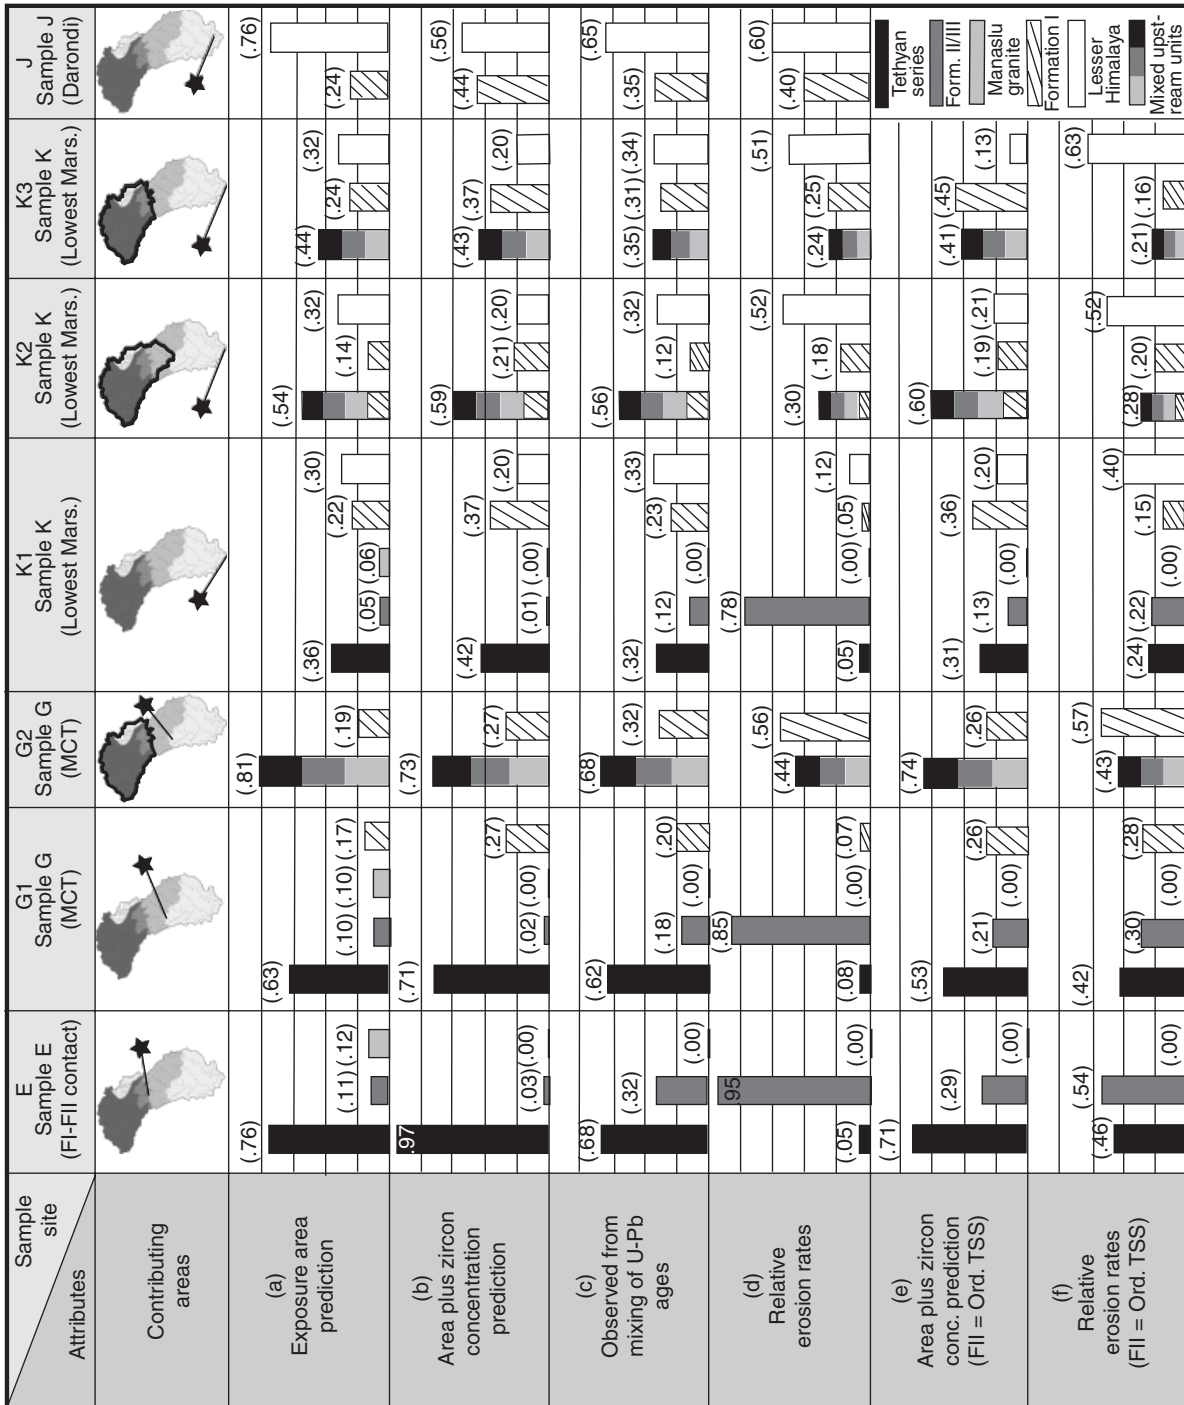 Sample
site
Attributes
E
Sample E
(FI-FII contact)
G1
Sample G
(MCT)
G2
Sample G
(MCT)
K1
Sample K
(Lowest Mars.)
K2
Sample K
(Lowest Mars.)
K3
Sample K
(Lowest Mars.)
J
Sample J
(Darondi)
Contributing
areas
(a)
Exposure area
prediction
(.76)
(.11)
(.12)
(.63)
(.10)
(.10)
(.17)
(.81)
(.19)
(.36)
(.05)
(.06)
(.22)
(.30)
(.54)
(.14)
(.32)
(.44)
(.24)
(.32)
(.24)
(.76)
(b)
Area plus zircon
concentration
prediction
.97
(.03)
(.00)
(.71)
(.02)
(.00)
(.27)
(.73)
(.27)
(.42)
(.01)
(.00)
(.37)
(.20)
(.59)
(.21)
(.20)
(.43)
(.37)
(.20)
(.44)
(.56)
(c)
Observed from
mixing of U-Pb
ages
(.68)
(.32)
(.00)
(.62)
(.18)
(.00)
(.20)
(.68)
(.32)
(.32)
(.12)
(.00)
(.23)
(.33)
(.56)
(.12)
(.32)
(.35)
(.31)
(.34)
(.35)
(.65)
(d)
Relative
erosion rates
(.05)
.95
(.00)
(.08)
(.85)
(.00)
(.07)
(.44)
(.56)
(.05)
(.78)
(.00)
(.05)
(.12)
(.30)
(.18)
(.52)
(.24)
(.25)
(.51)
(.40)
(.60)
(e)
Area plus zircon
conc. prediction
(FII = Ord. TSS)
(.71)
(.29)
(.00)
(.53)
(.21)
(.00)
(.26)
(.74)
(.26)
(.31)
(.13)
(.00)
(.36)
(.20)
(.60)
(.19)
(.21)
(.41)
(.45)
(.13)
(f)
Relative
erosion rates
(FII = Ord. TSS)
(.46)
(.54)
(.00)
(.42)
(.30)
(.00)
(.28)
(.43)
(.57)
(.24)
(.22)
(.00)
(.15)
(.40)
(.28)
(.20)
(.52)
(.21)
(.16)
(.63)
Tethyan
series
Form. II/III
Manaslu
granite
Formation I
Lesser
Himalaya
Mixed upst-
ream units